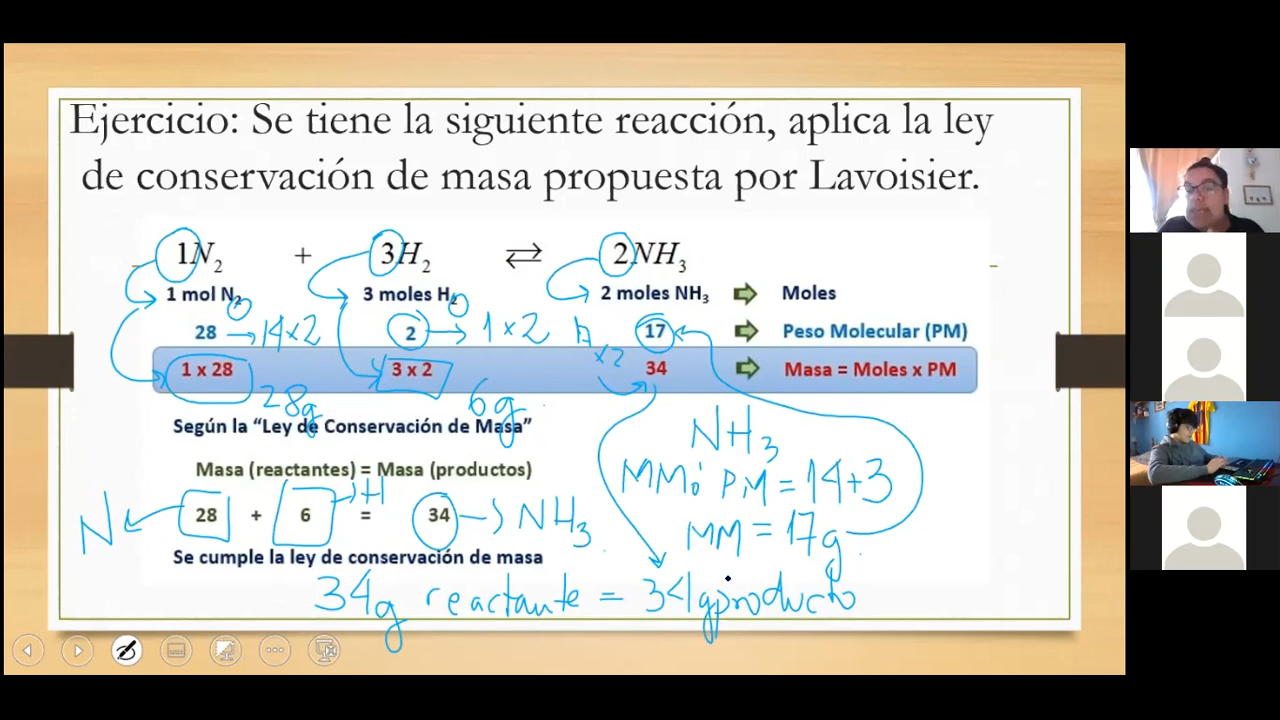 Ejercicio: Se tiene la siguiente reacción, aplica la ley
de conservación de masa propuesta por Lavoisier.
1N₂ + 3H₂ ⇄ 2NH₃
1 mol N₂ 3 moles H₂ 2 moles NH₃ Moles
28 → 14 x 2 2 → 1 x 2 17 Peso Molecular (PM)
17 x 2
1 x 28 3 x 2 34 Masa = Moles x PM
28g 6g
Según la “Ley de Conservación de Masa”
NH₃
Masa (reactantes) = Masa (productos)
MM ó PM = 14+3
N 28 + 6 → H = 34 → NH₃
MM = 17g
Se cumple la ley de conservación de masa
34g reactante = 34g producto